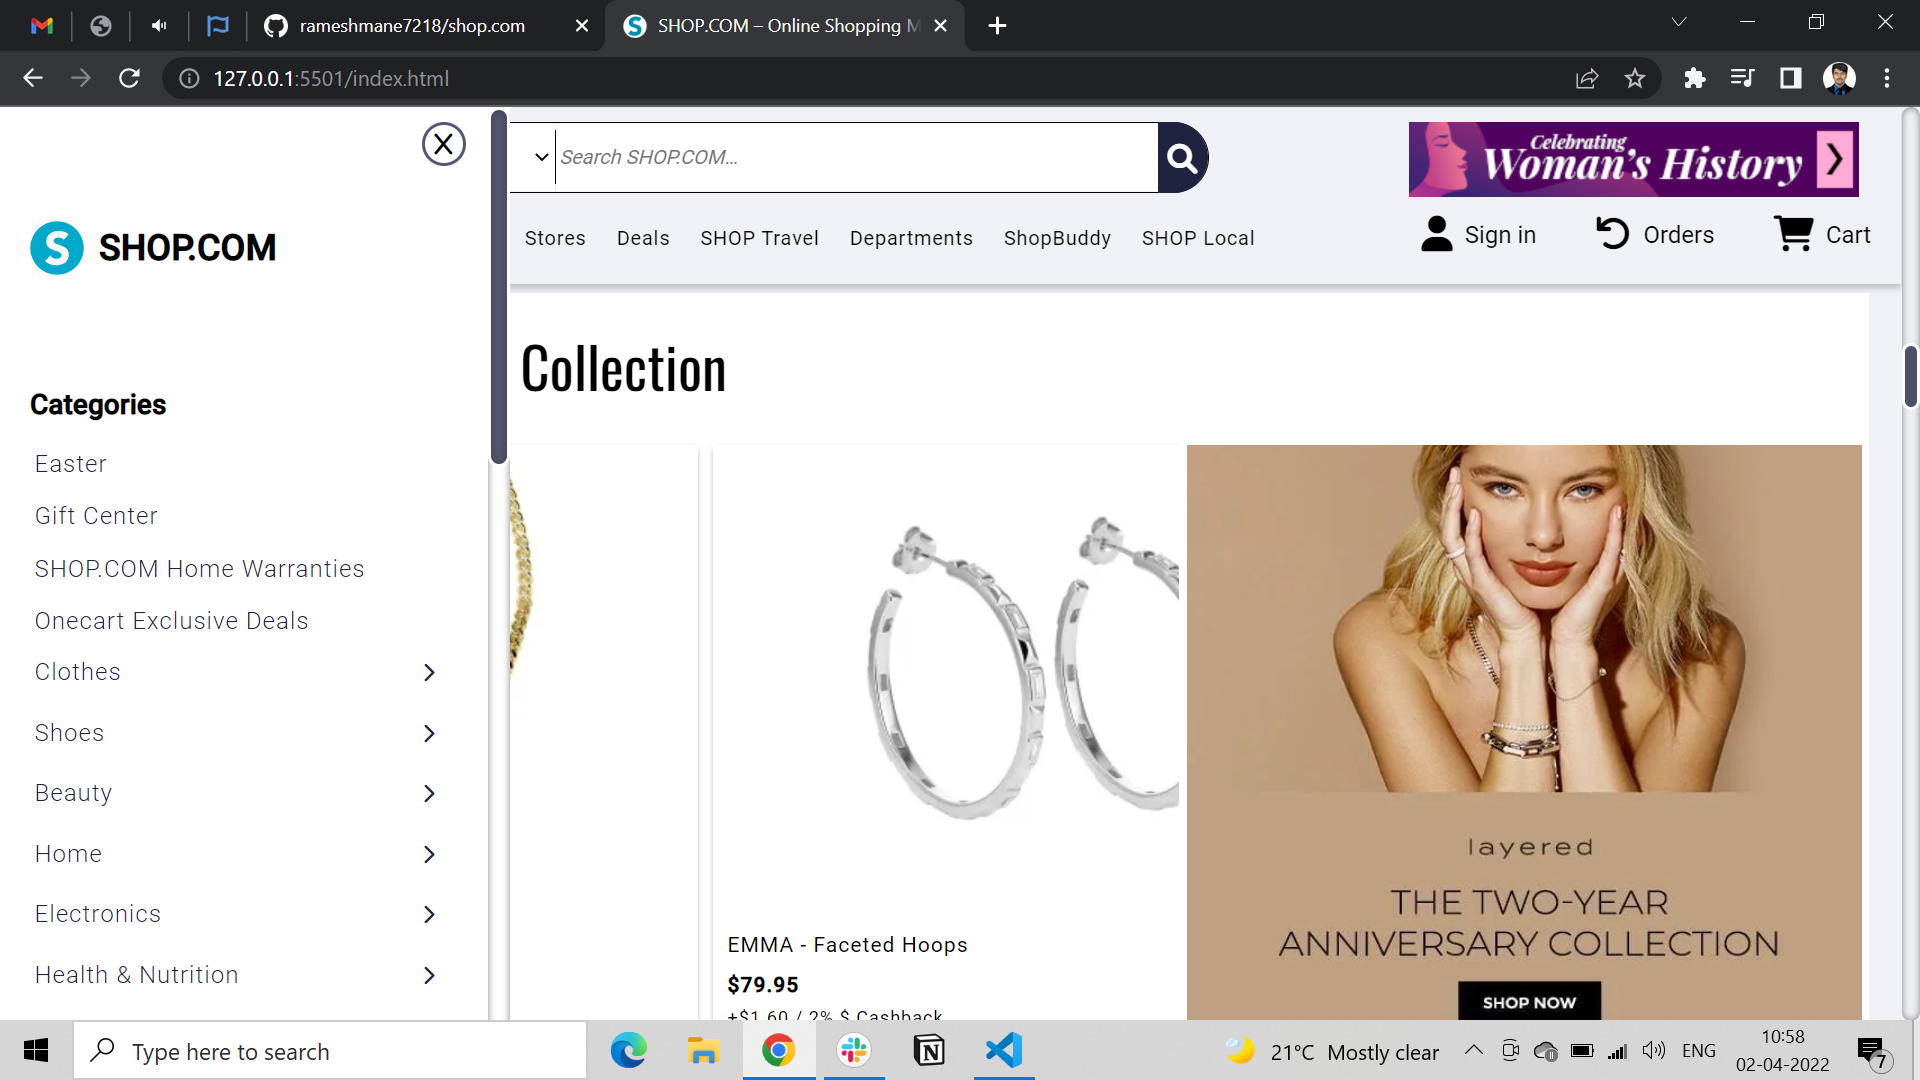 rameshmane7218/shop.com
SHOP.COM – Online Shopping M
127.0.0.1:5501/index.html
X
Search SHOP.COM...
Celebrating
Woman's History
S SHOP.COM
Stores
Deals
SHOP Travel
Departments
ShopBuddy
SHOP Local
Sign in
Orders
Cart
Collection
Categories
Easter
Gift Center
SHOP.COM Home Warranties
Onecart Exclusive Deals
Clothes
Shoes
Beauty
Home
Electronics
Health & Nutrition
EMMA - Faceted Hoops
$79.95
+$1.60 / 2% $ Cashback
layered
THE TWO-YEAR
ANNIVERSARY COLLECTION
SHOP NOW
Type here to search
21°C Mostly clear
ENG
10:58
02-04-2022
7